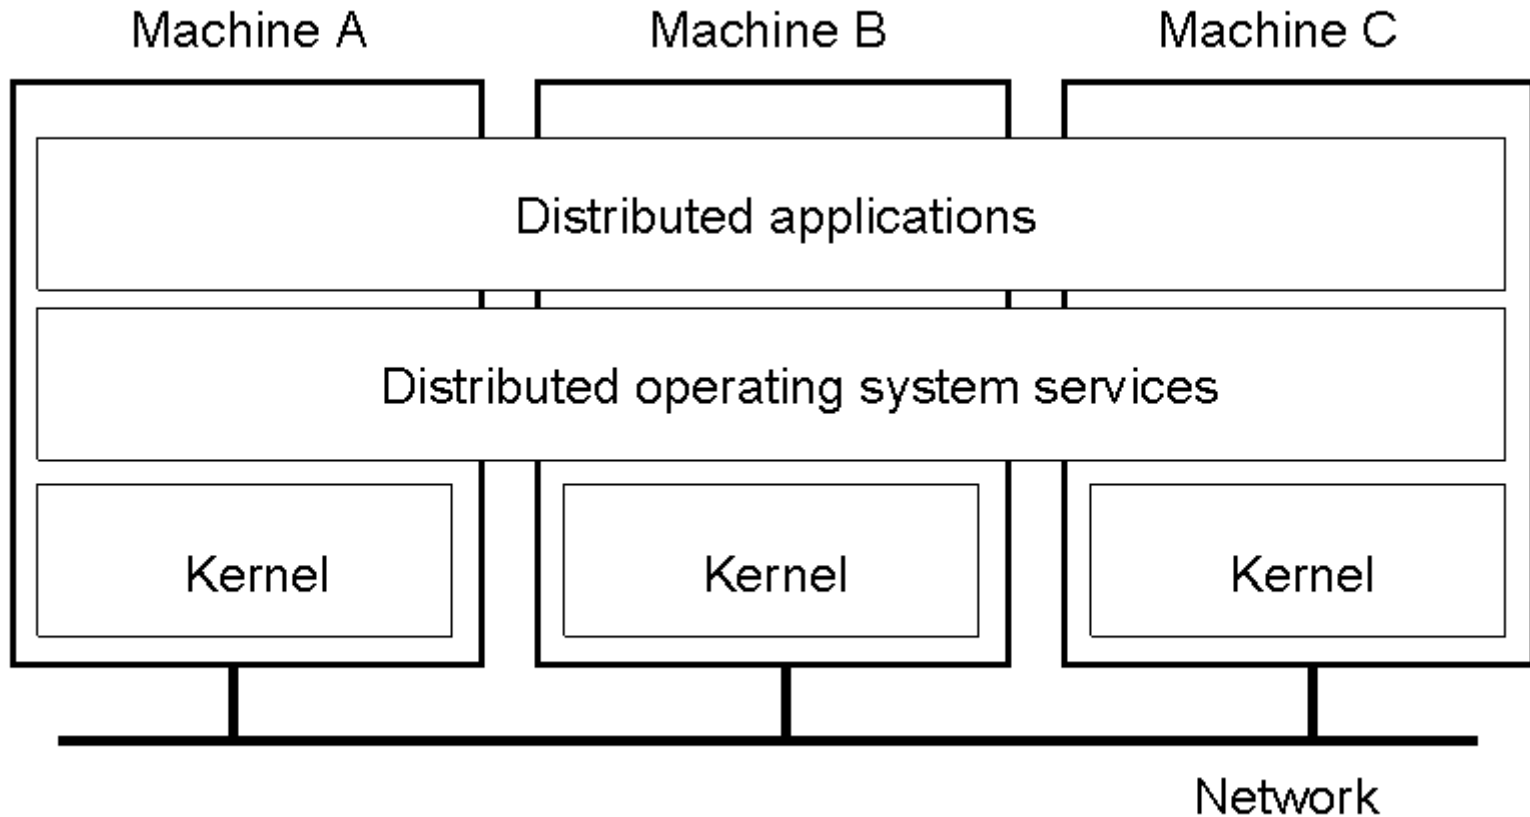 Machine A
Machine B
Machine C
Distributed applications
Distributed operating system services
Kernel
Kernel
Kernel
Network